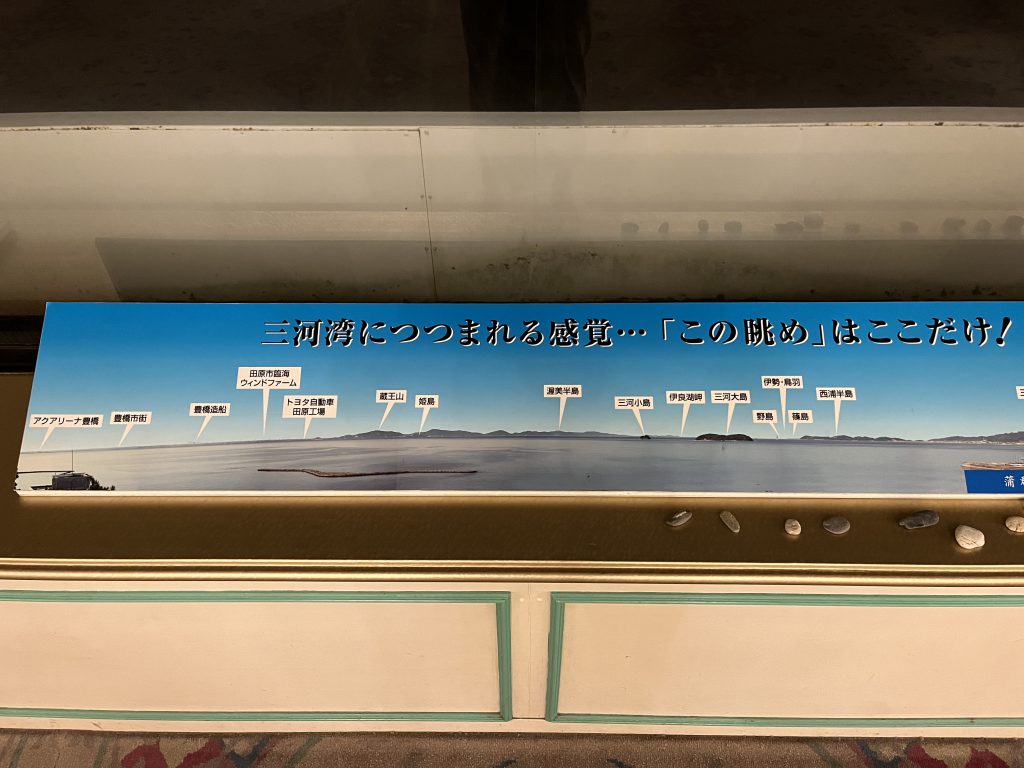 三河湾につつまれる感覚…「この眺め」はここだけ!
アクアリーナ豊橋
豊橋市街
豊橋造船
田原市臨海
ウィンドファーム
トヨタ自動車
田原工場
蔵王山
姫島
渥美半島
三河小島
伊良湖岬
三河大島
伊勢・鳥羽
野島
篠島
西浦半島
蒲